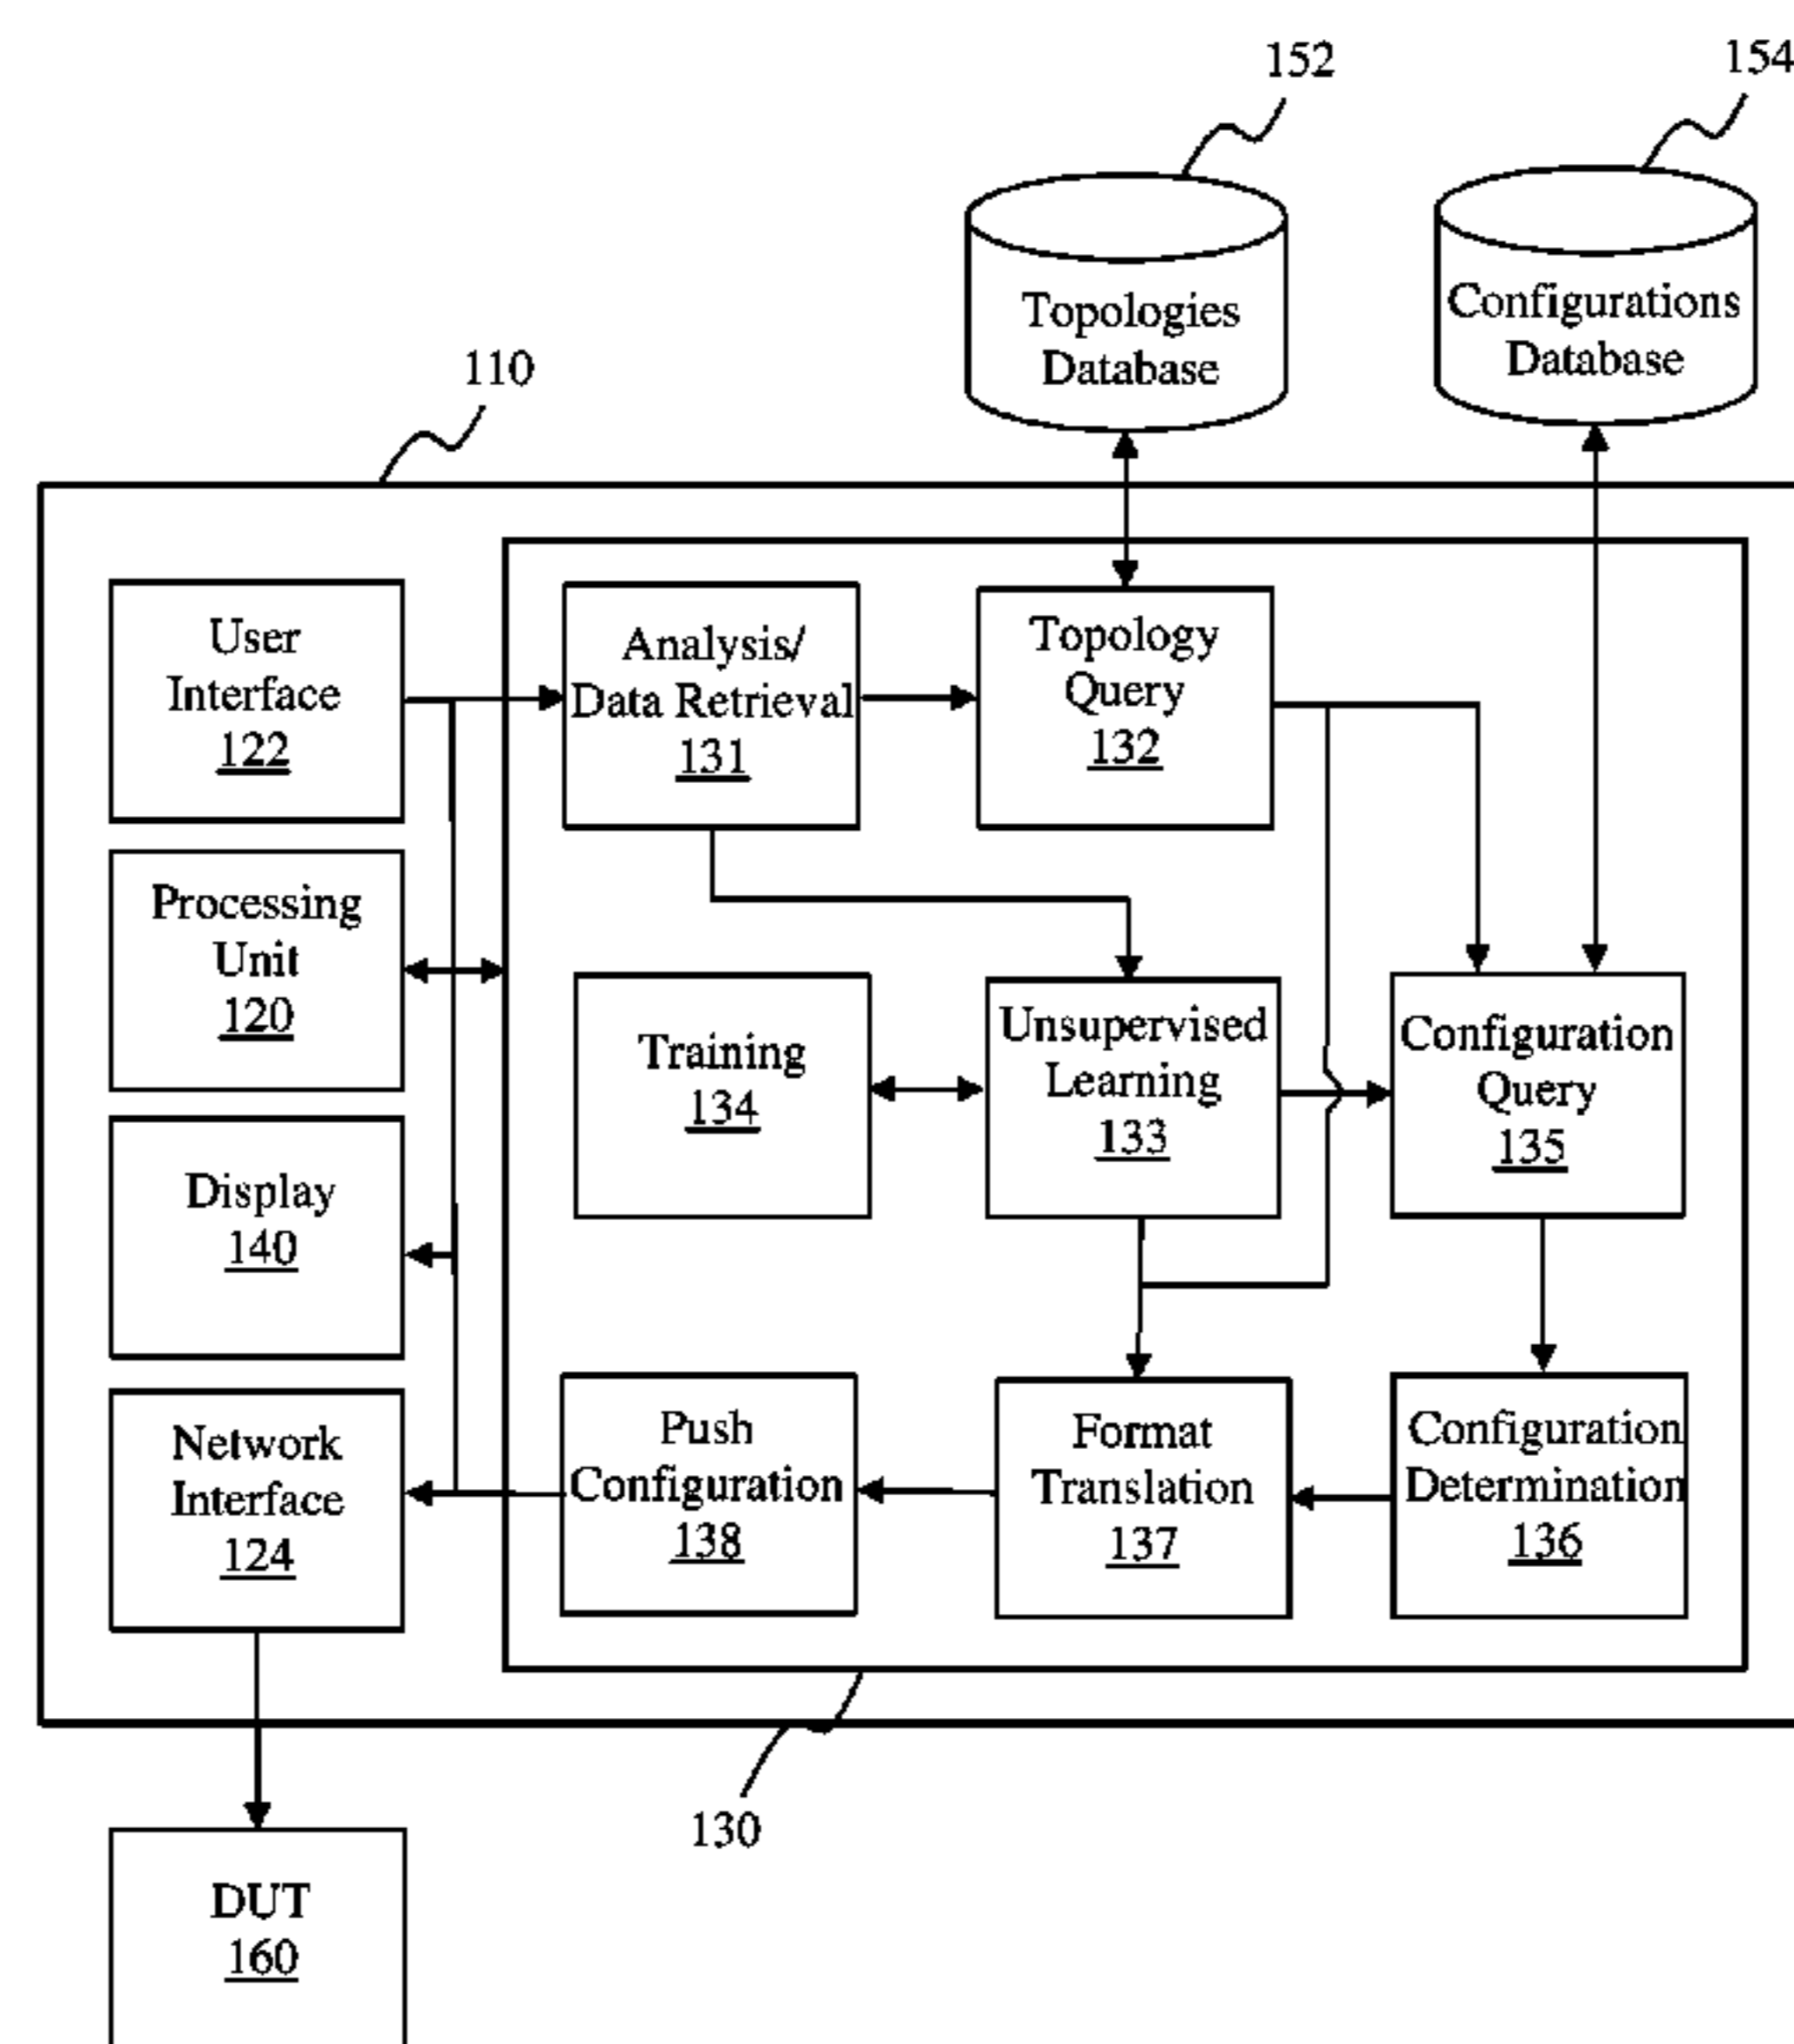 152
154
Topologies
Database
Configurations
Database
110
User
Interface
122
Analysis/
Data Retrieval
131
Topology
Query
132
Processing
Unit
120
Training
134
Unsupervised
Learning
133
Configuration
Query
135
Display
140
Network
Interface
124
Push
Configuration
138
Format
Translation
137
Configuration
Determination
136
130
DUT
160